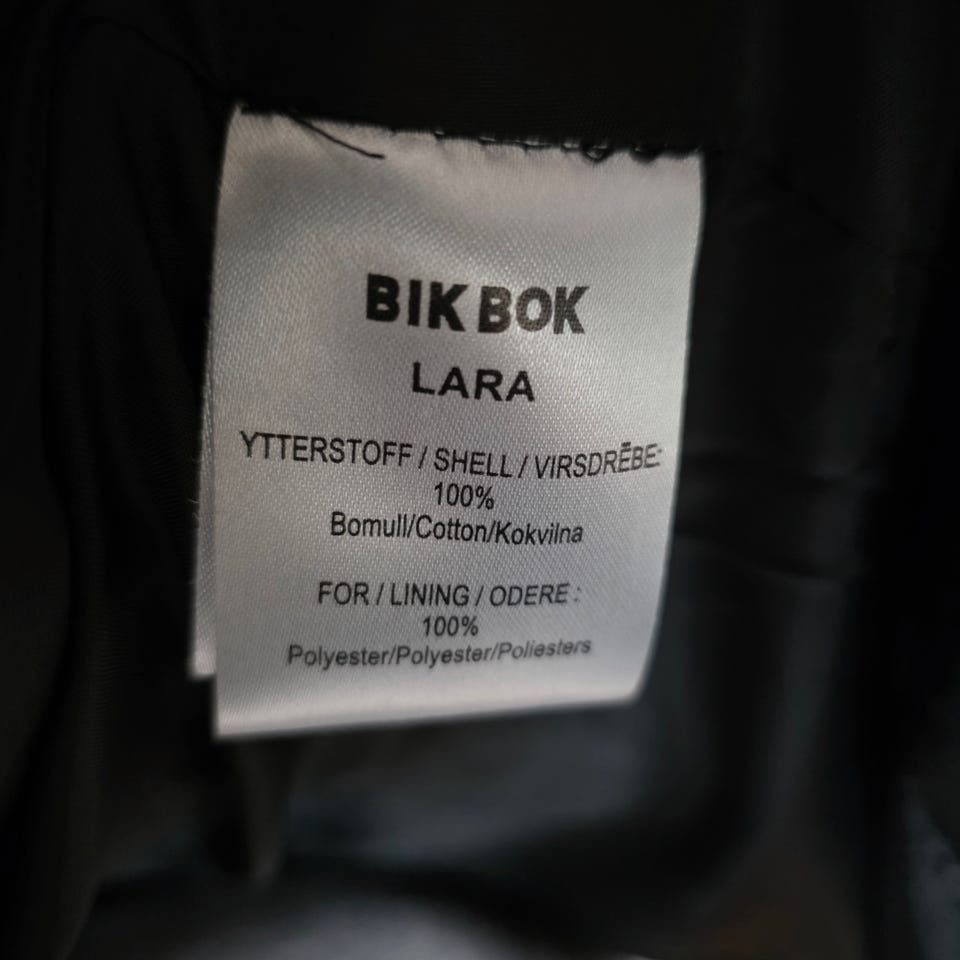 BIK BOK
LARA
YTTERSTOFF / SHELL / VIRSDRĒBE:
100%
Bomull/Cotton/Kokvilna
FOR / LINING / ODERE :
100%
Polyester/Polyester/Poliesters